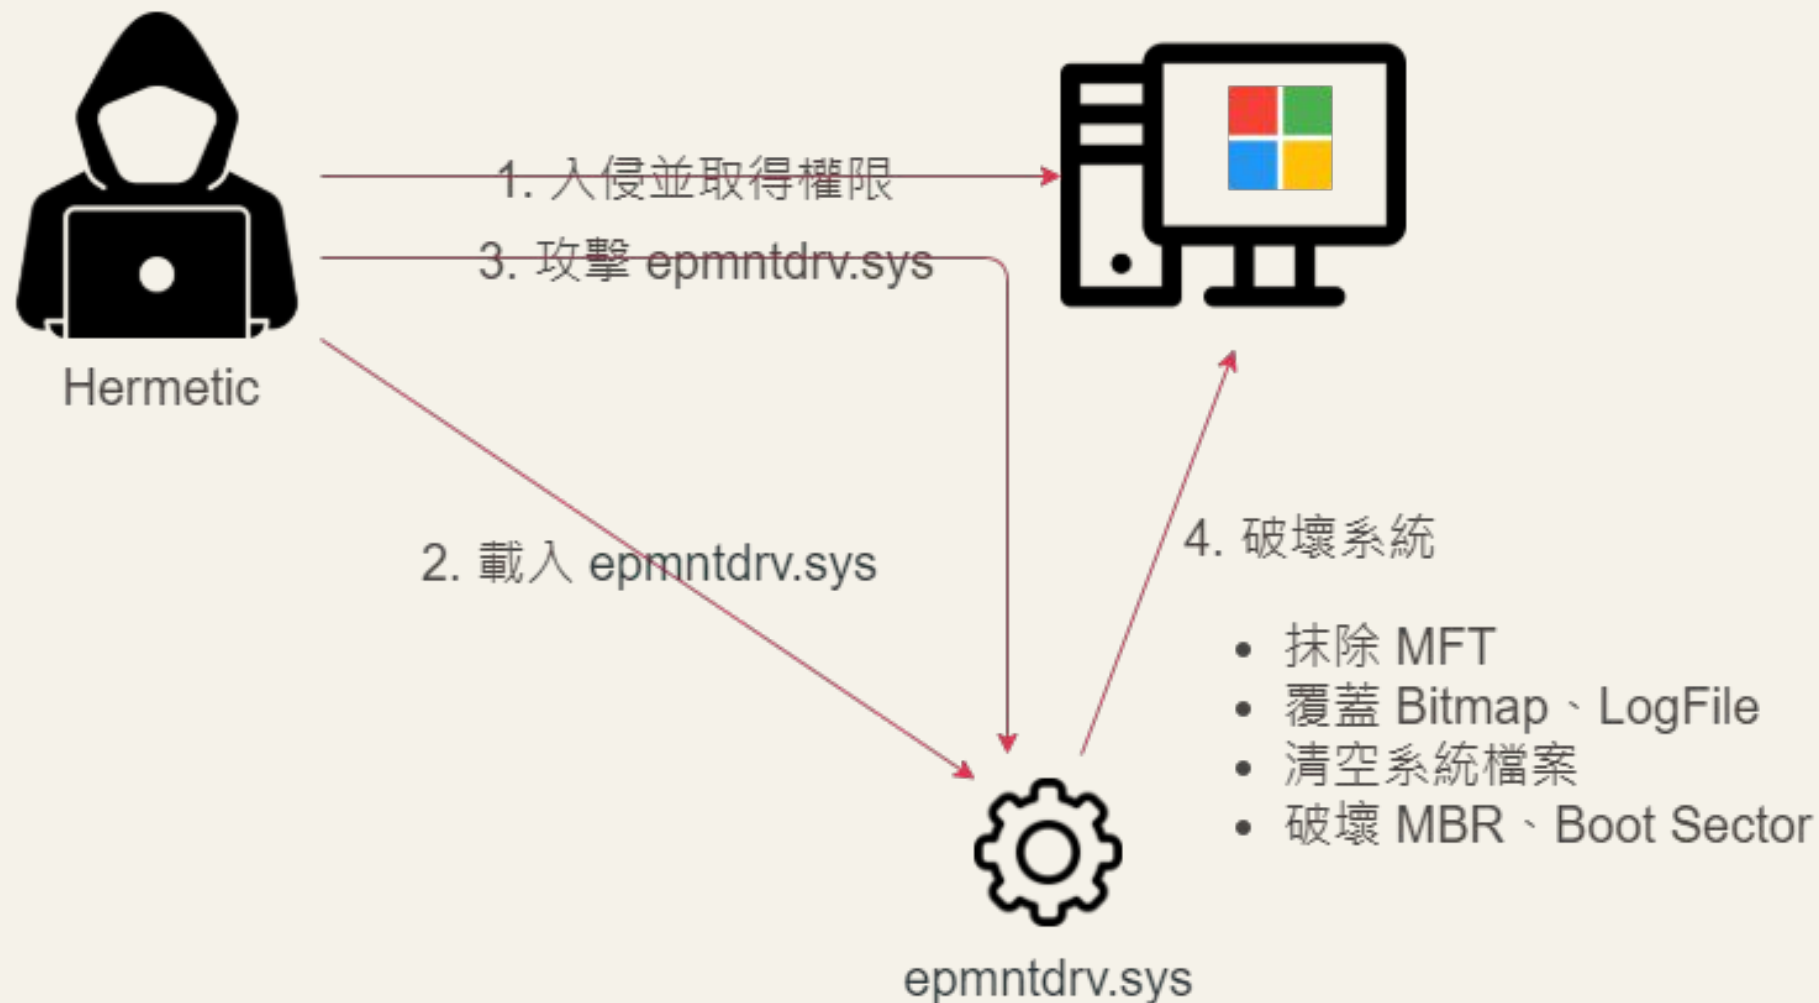 1. 入侵並取得權限
3. 攻擊 epmntdrv.sys
Hermetic
2. 載入 epmntdrv.sys
4. 破壞系統
• 抹除 MFT
• 覆蓋 Bitmap、LogFile
• 清空系統檔案
• 破壞 MBR、Boot Sector
epmntdrv.sys